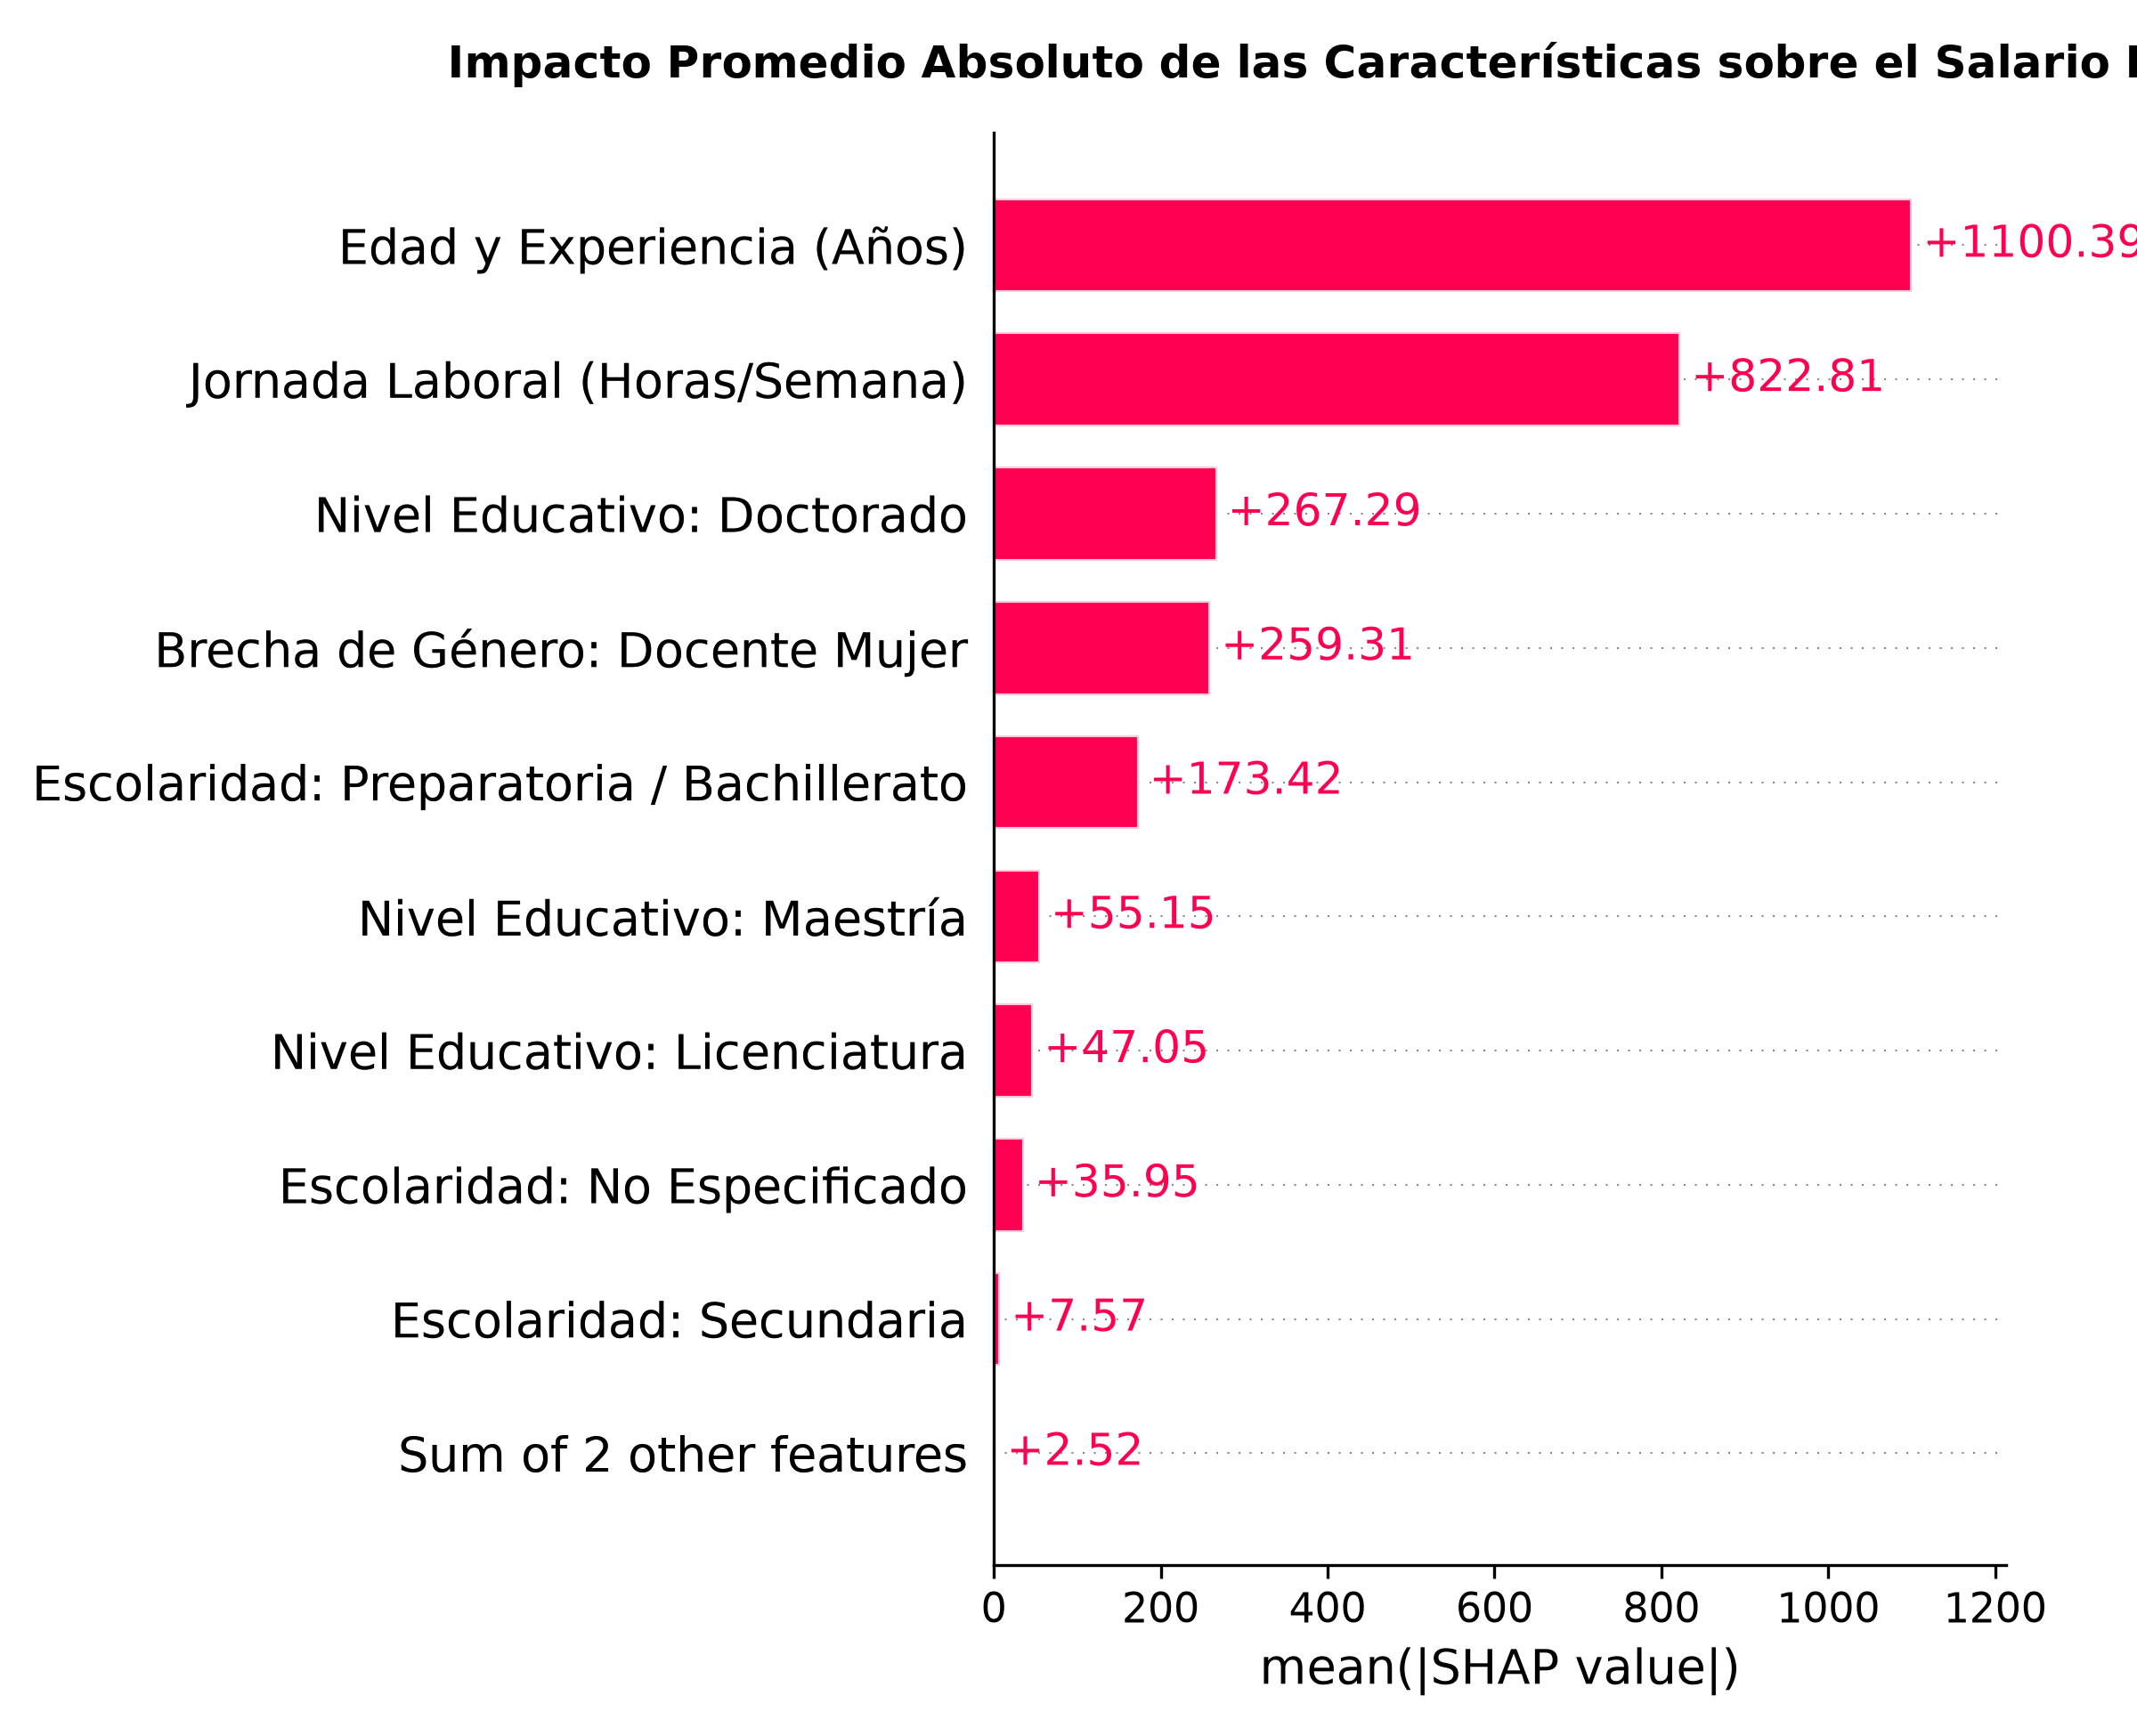 Impacto Promedio Absoluto de las Características sobre el Salario
Edad y Experiencia (Años)
+1100.39
Jornada Laboral (Horas/Semana)
+822.81
Nivel Educativo: Doctorado
+267.29
Brecha de Género: Docente Mujer
+259.31
Escolaridad: Preparatoria / Bachillerato
+173.42
Nivel Educativo: Maestría
+55.15
Nivel Educativo: Licenciatura
+47.05
Escolaridad: No Especificado
+35.95
Escolaridad: Secundaria
+7.57
Sum of 2 other features
+2.52
0 200 400 600 800 1000 1200
mean(|SHAP value|)